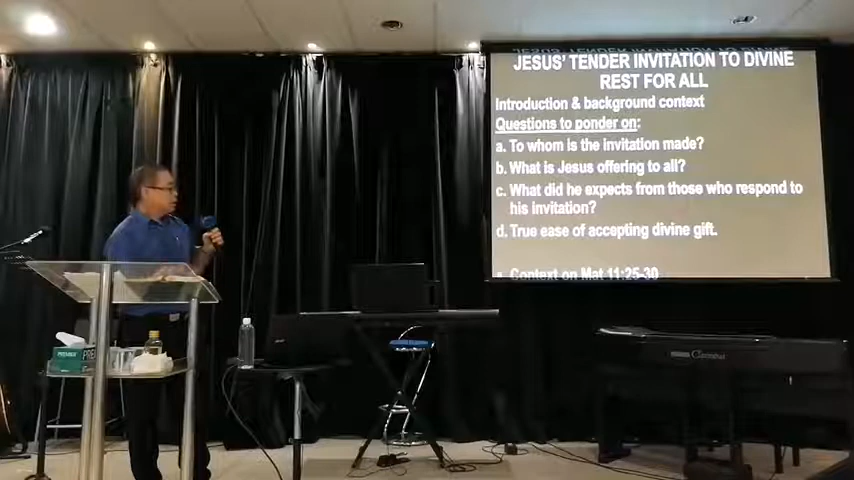 JESUS' TENDER INVITATION TO DIVINE
REST FOR ALL
Introduction & background context
Questions to ponder on:
a. To whom is the invitation made?
b. What is JESUS offering to all?
c. What did He expects from those who respond to
his invitation?
d. True ease of accepting divine gift.
Context on Mat 11:25-30
PREMIER